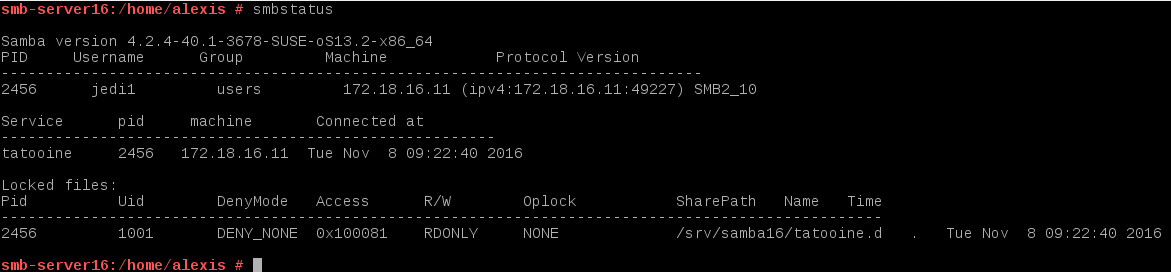 smb-server16:/home/alexis # smbstatus
Samba version 4.2.4-40.1-3678-SUSE-oS13.2-x86_64
PID     Username      Group         Machine            Protocol Version
------------------------------------------------------------------------------
2456      jedi1         users         172.18.16.11 (ipv4:172.18.16.11:49227) SMB2_10
Service      pid     machine       Connected at
-------------------------------------------------------
tatooine     2456   172.18.16.11  Tue Nov  8 09:22:40 2016
Locked files:
Pid          Uid        DenyMode   Access      R/W        Oplock           SharePath   Name   Time
--------------------------------------------------------------------------------------------------
2456         1001       DENY_NONE  0x100081    RDONLY     NONE             /srv/samba16/tatooine.d   .   Tue Nov  8 09:22:40 2016
smb-server16:/home/alexis #